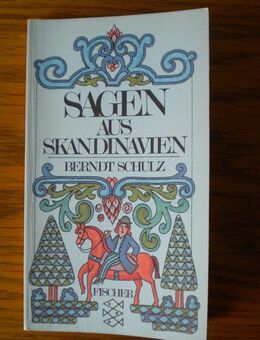 SAGEN
AUS
SKANDINAVIEN
BERNDT SCHULZ
FISCHER